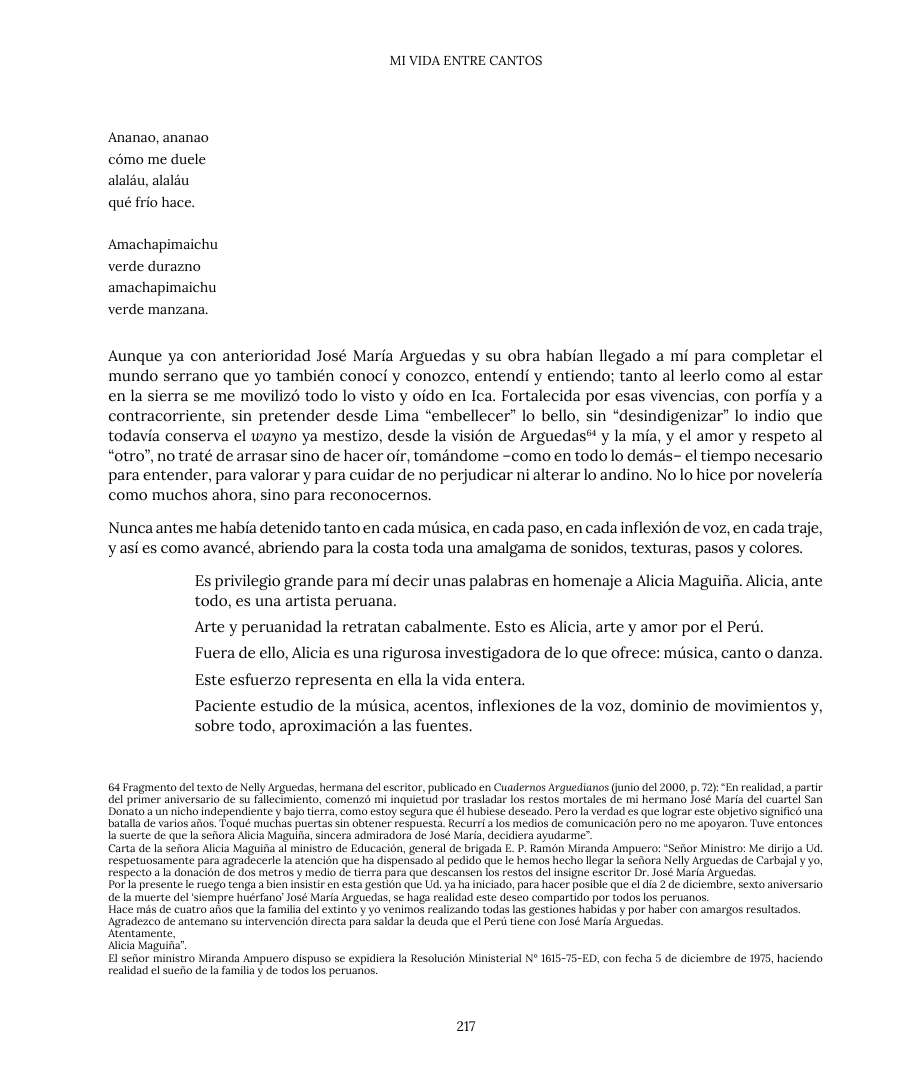 MI VIDA ENTRE CANTOS
Ananao, ananao
cómo me duele
alaláu, alaláu
qué frío hace.
Amachapimaichu
verde durazno
amachapimaichu
verde manzana.
Aunque ya con anterioridad José María Arguedas y su obra habían llegado a mí para completar el
mundo serrano que yo también conocí y conozco, entendí y entiendo; tanto al leerlo como al estar
en la sierra se me movilizó todo lo visto y oído en Ica. Fortalecida por esas vivencias, con porfía y a
contracorriente, sin pretender desde Lima “embellecer” lo bello, sin “desindigenizar” lo indio que
todavía conserva el wayno ya mestizo, desde la visión de Arguedas64 y la mía, y el amor y respeto al
“otro”, no traté de arrasar sino de hacer oír, tomándome –como en todo lo demás– el tiempo necesario
para entender, para valorar y para cuidar de no perjudicar ni alterar lo andino. No lo hice por novelería
como muchos ahora, sino para reconocernos.
Nunca antes me había detenido tanto en cada música, en cada paso, en cada inflexión de voz, en cada traje,
y así es como avancé, abriendo para la costa toda una amalgama de sonidos, texturas, pasos y colores.
Es privilegio grande para mí decir unas palabras en homenaje a Alicia Maguiña. Alicia, ante
todo, es una artista peruana.
Arte y peruanidad la retratan cabalmente. Esto es Alicia, arte y amor por el Perú.
Fuera de ello, Alicia es una rigurosa investigadora de lo que ofrece: música, canto o danza.
Este esfuerzo representa en ella la vida entera.
Paciente estudio de la música, acentos, inflexiones de la voz, dominio de movimientos y,
sobre todo, aproximación a las fuentes.
64 Fragmento del texto de Nelly Arguedas, hermana del escritor, publicado en Cuadernos Arguedianos (junio del 2000, p. 72): “En realidad, a partir
del primer aniversario de su fallecimiento, comenzó mi inquietud por trasladar los restos mortales de mi hermano José María del cuartel San
Donato a un nicho independiente y bajo tierra, como estoy segura que él hubiese deseado. Pero la verdad es que lograr este objetivo significó una
batalla de varios años. Toqué muchas puertas sin obtener respuesta. Recurrí a los medios de comunicación pero no me apoyaron. Tuve entonces
la suerte de que la señora Alicia Maguiña, sincera admiradora de José María, decidiera ayudarme”.
Carta de la señora Alicia Maguiña al ministro de Educación, general de brigada E. P. Ramón Miranda Ampuero: “Señor Ministro: Me dirijo a Ud.
respetuosamente para agradecerle la atención que ha dispensado al pedido que le hemos hecho llegar la señora Nelly Arguedas de Carbajal y yo,
respecto a la donación de dos metros y medio de tierra para que descansen los restos del insigne escritor Dr. José María Arguedas.
Por la presente le ruego tenga a bien insistir en esta gestión que Ud. ya ha iniciado, para hacer posible que el día 2 de diciembre, sexto aniversario
de la muerte del ‘siempre huérfano’ José María Arguedas, se haga realidad este deseo compartido por todos los peruanos.
Hace más de cuatro años que la familia del extinto y yo venimos realizando todas las gestiones habidas y por haber con amargos resultados.
Agradezco de antemano su intervención directa para saldar la deuda que el Perú tiene con José María Arguedas.
Atentamente,
Alicia Maguiña”.
El señor ministro Miranda Ampuero dispuso se expidiera la Resolución Ministerial N° 1615-75-ED, con fecha 5 de diciembre de 1975, haciendo
realidad el sueño de la familia y de todos los peruanos.
217